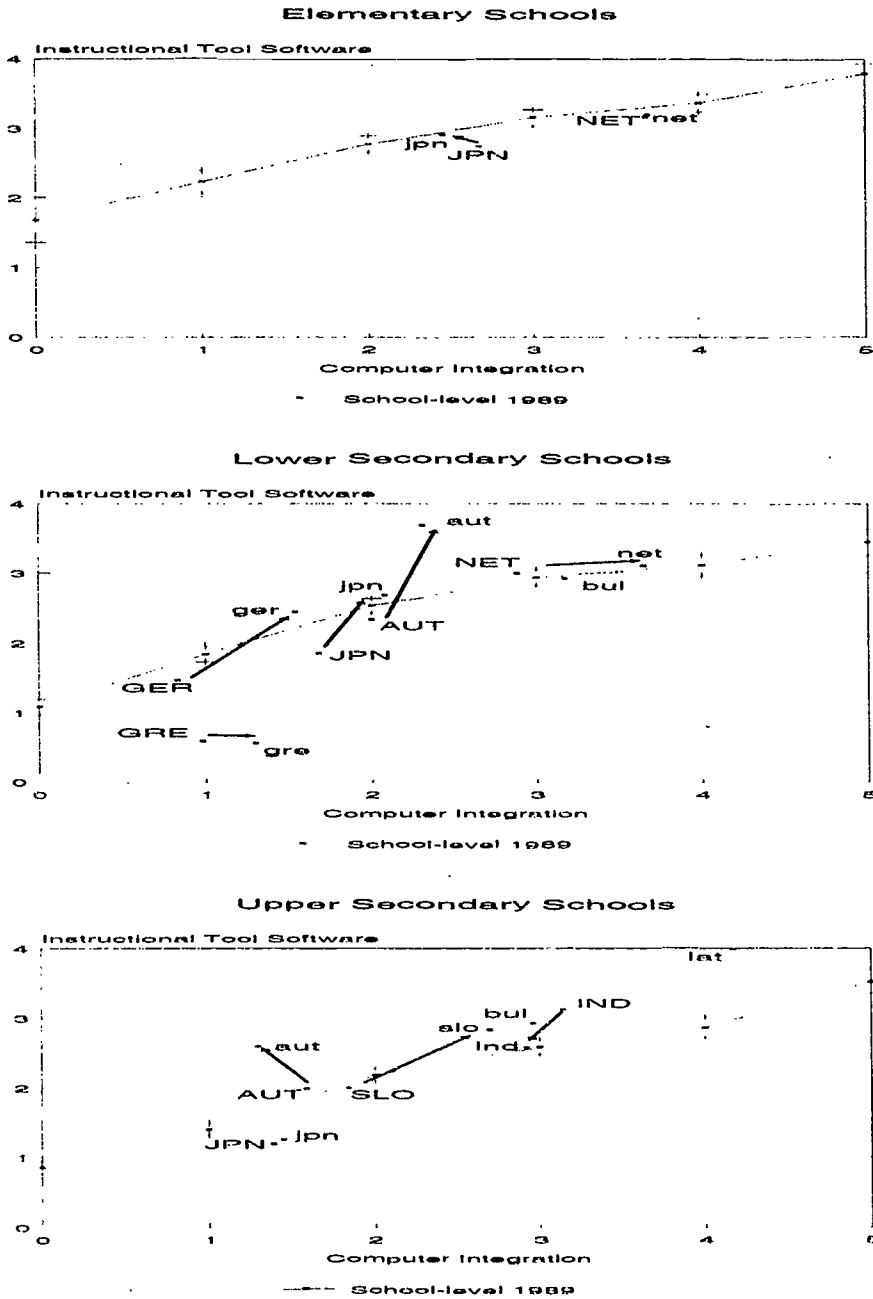 Elementary Schools
Instructional Tool Software
4
3
NET net
jpn
JPN
2
1
0
0 1 2 3 4 5
Computer Integration
School-level 1989
Lower Secondary Schools
Instructional Tool Software
4
aut
NET net
3
jpn bul
ger
AUT
2
JPN
GER
1
GRE
gre
0
0 1 2 3 4 5
Computer Integration
School-level 1989
Upper Secondary Schools
Instructional Tool Software
4
lat
bul IND
3
slo
aut Ind
2
AUT SLO
JPN jpn
1
0
0 1 2 3 4 5
Computer Integration
School-level 1989